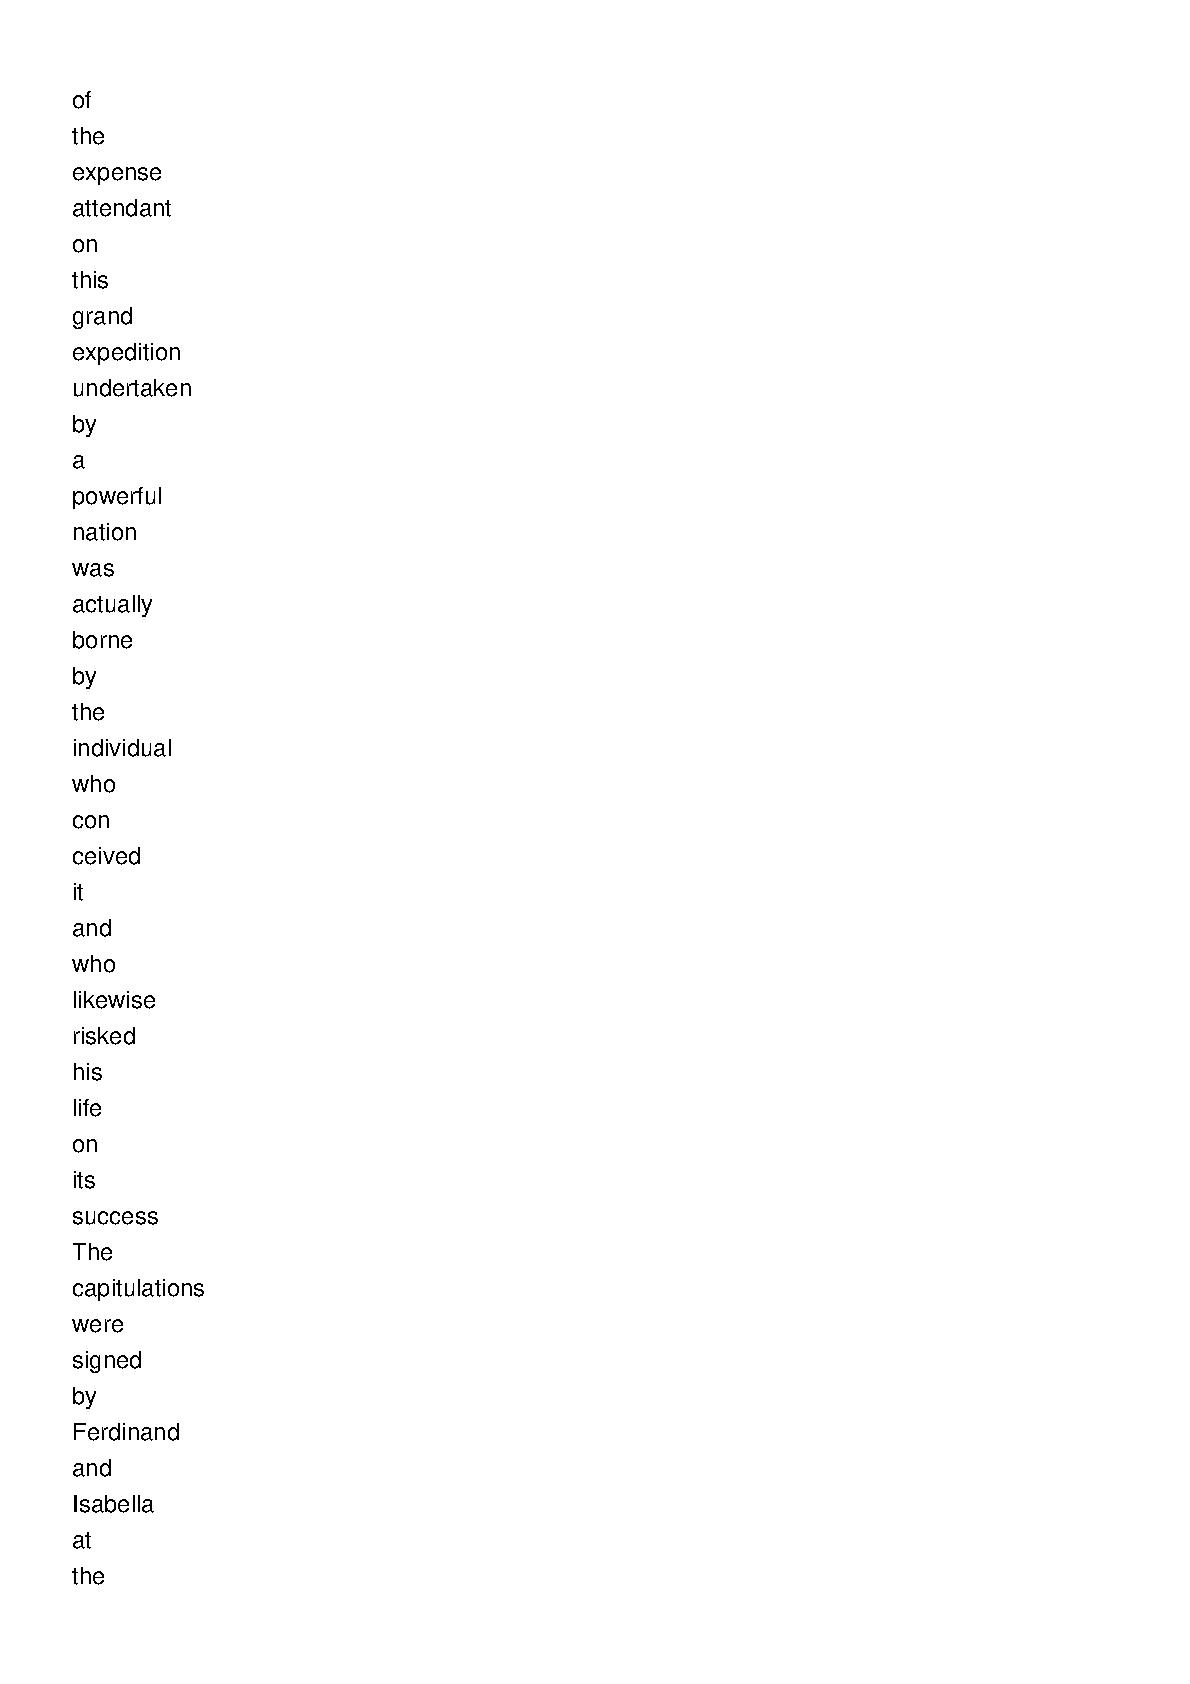 of
the
expense
attendant
on
this
grand
expedition
undertaken
by
a
powerful
nation
was
actually
borne
by
the
individual
who
con
ceived
it
and
who
likewise
risked
his
life
on
its
success
The
capitulations
were
signed
by
Ferdinand
and
Isabella
at
the